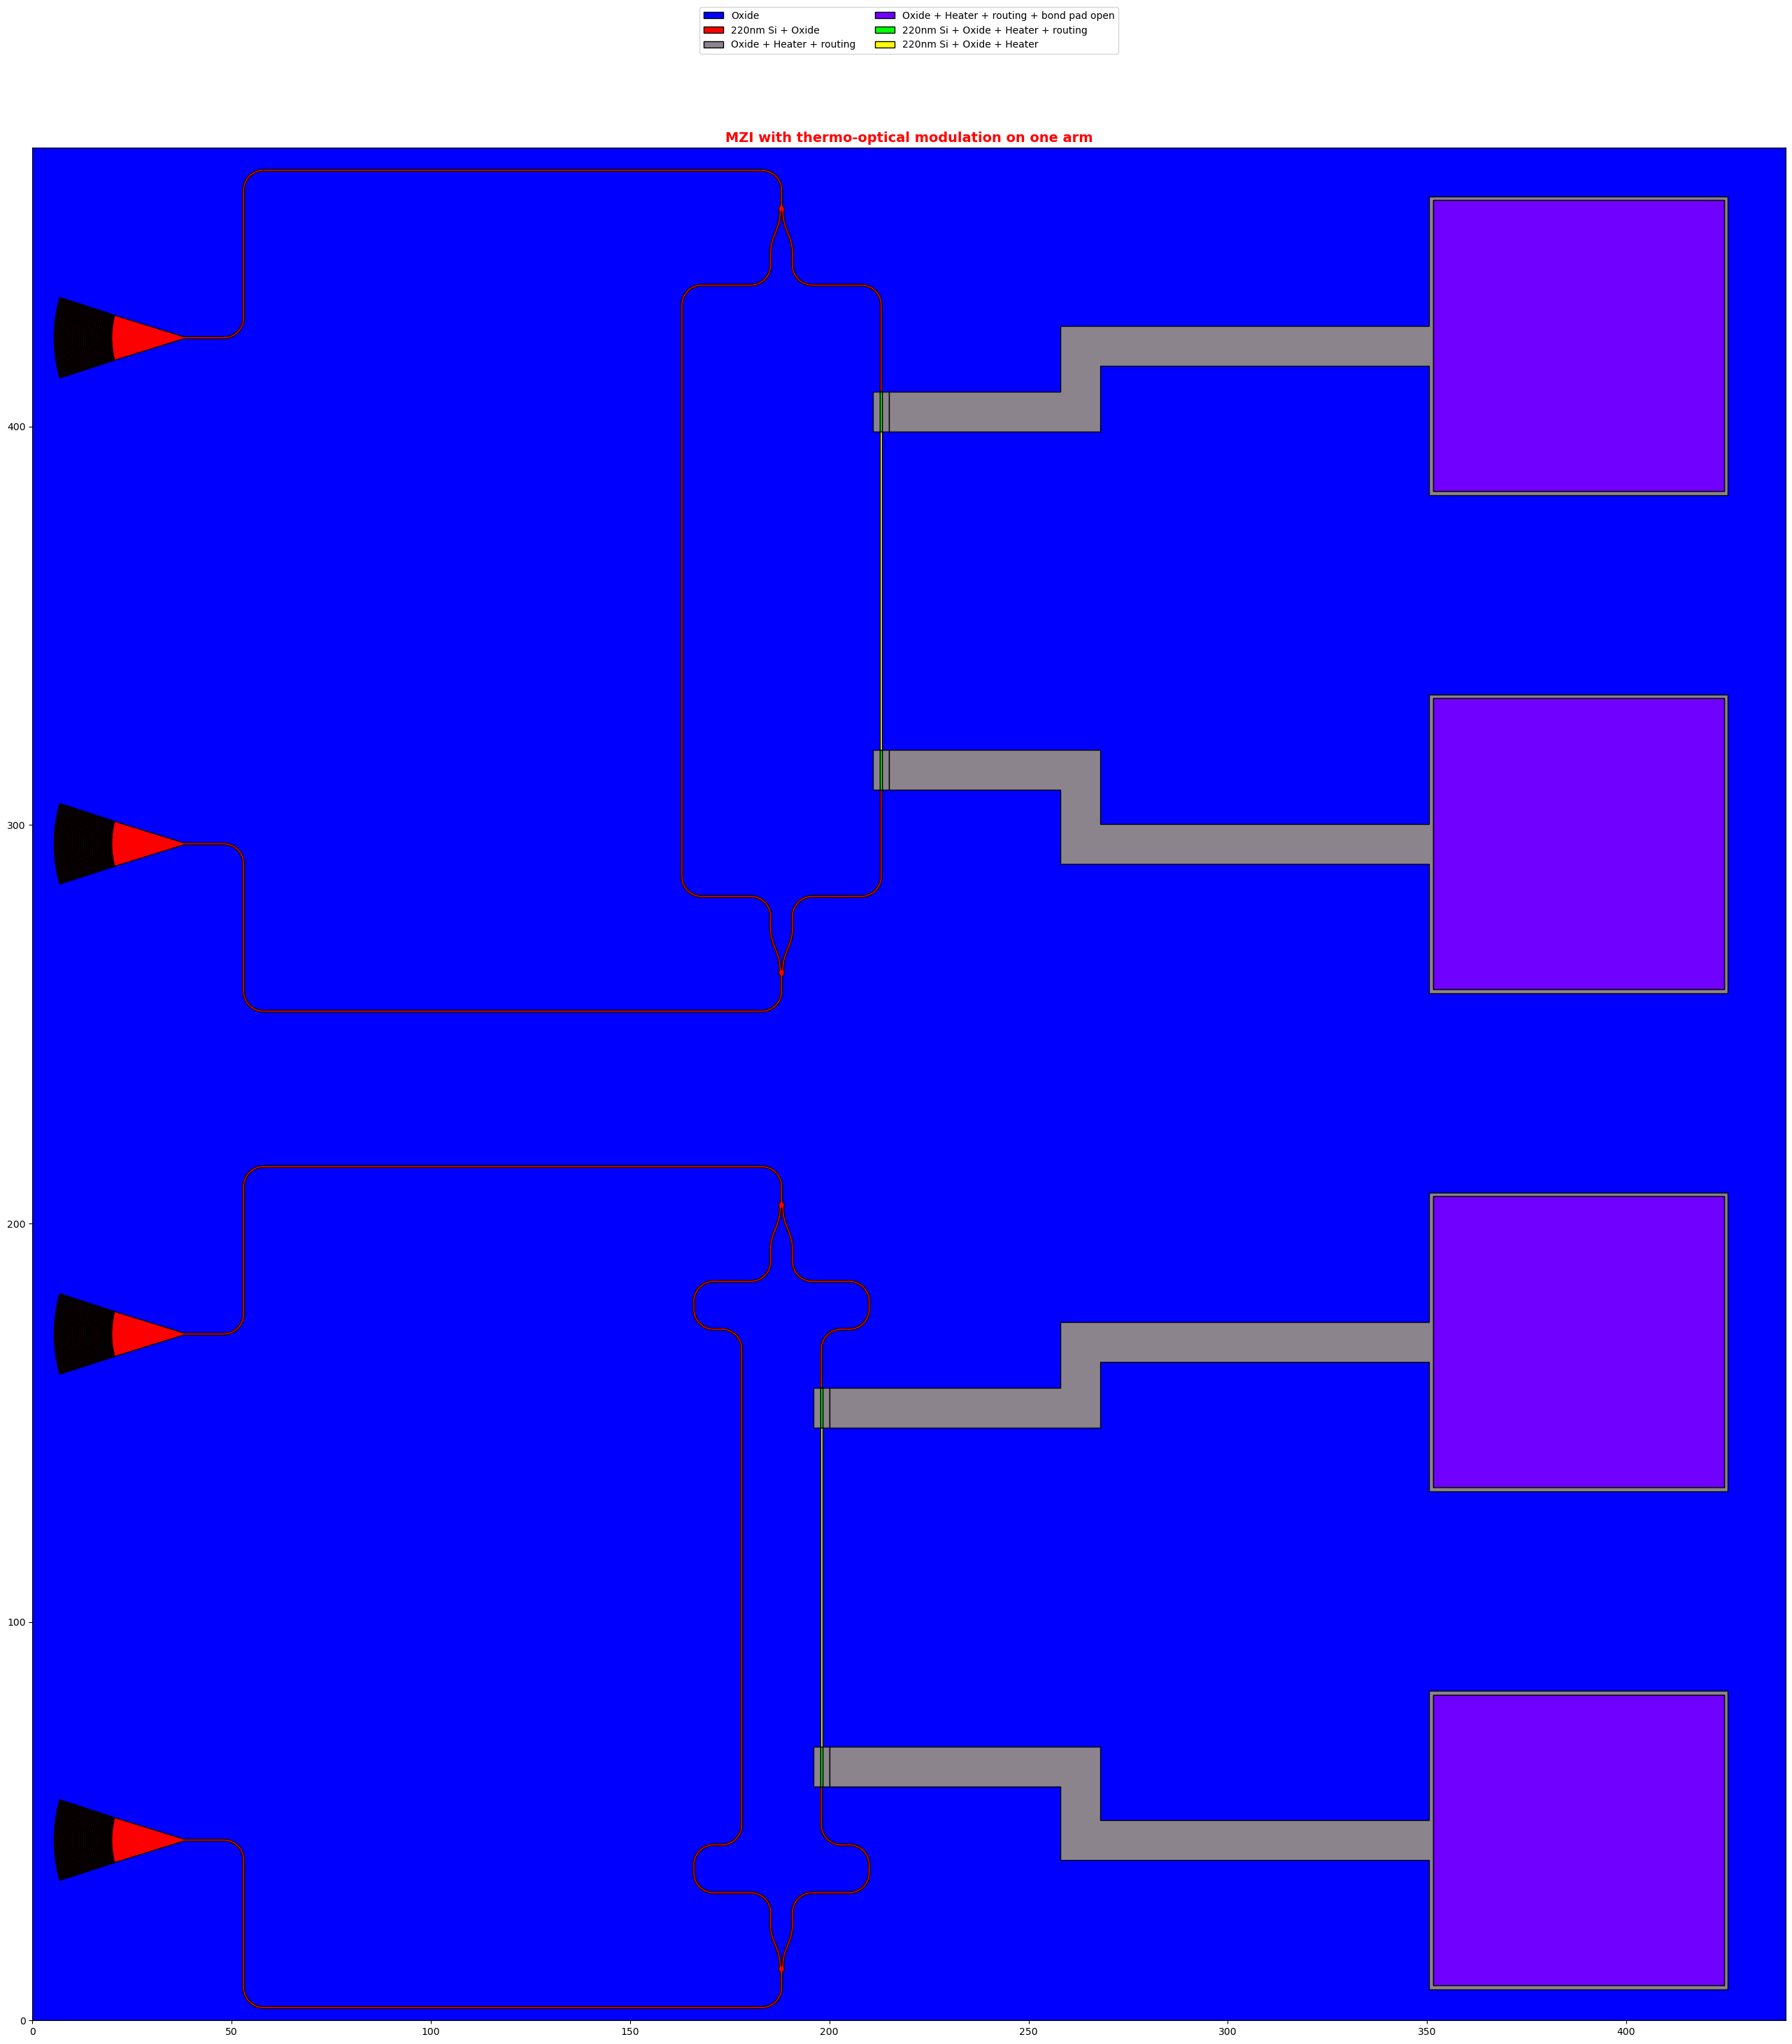 Oxide
220nm Si + Oxide
Oxide + Heater + routing
Oxide + Heater + routing + bond pad open
220nm Si + Oxide + Heater + routing
220nm Si + Oxide + Heater
MZI with thermo-optical modulation on one arm
400
300
200
100
0
0 50 100 150 200 250 300 350 400